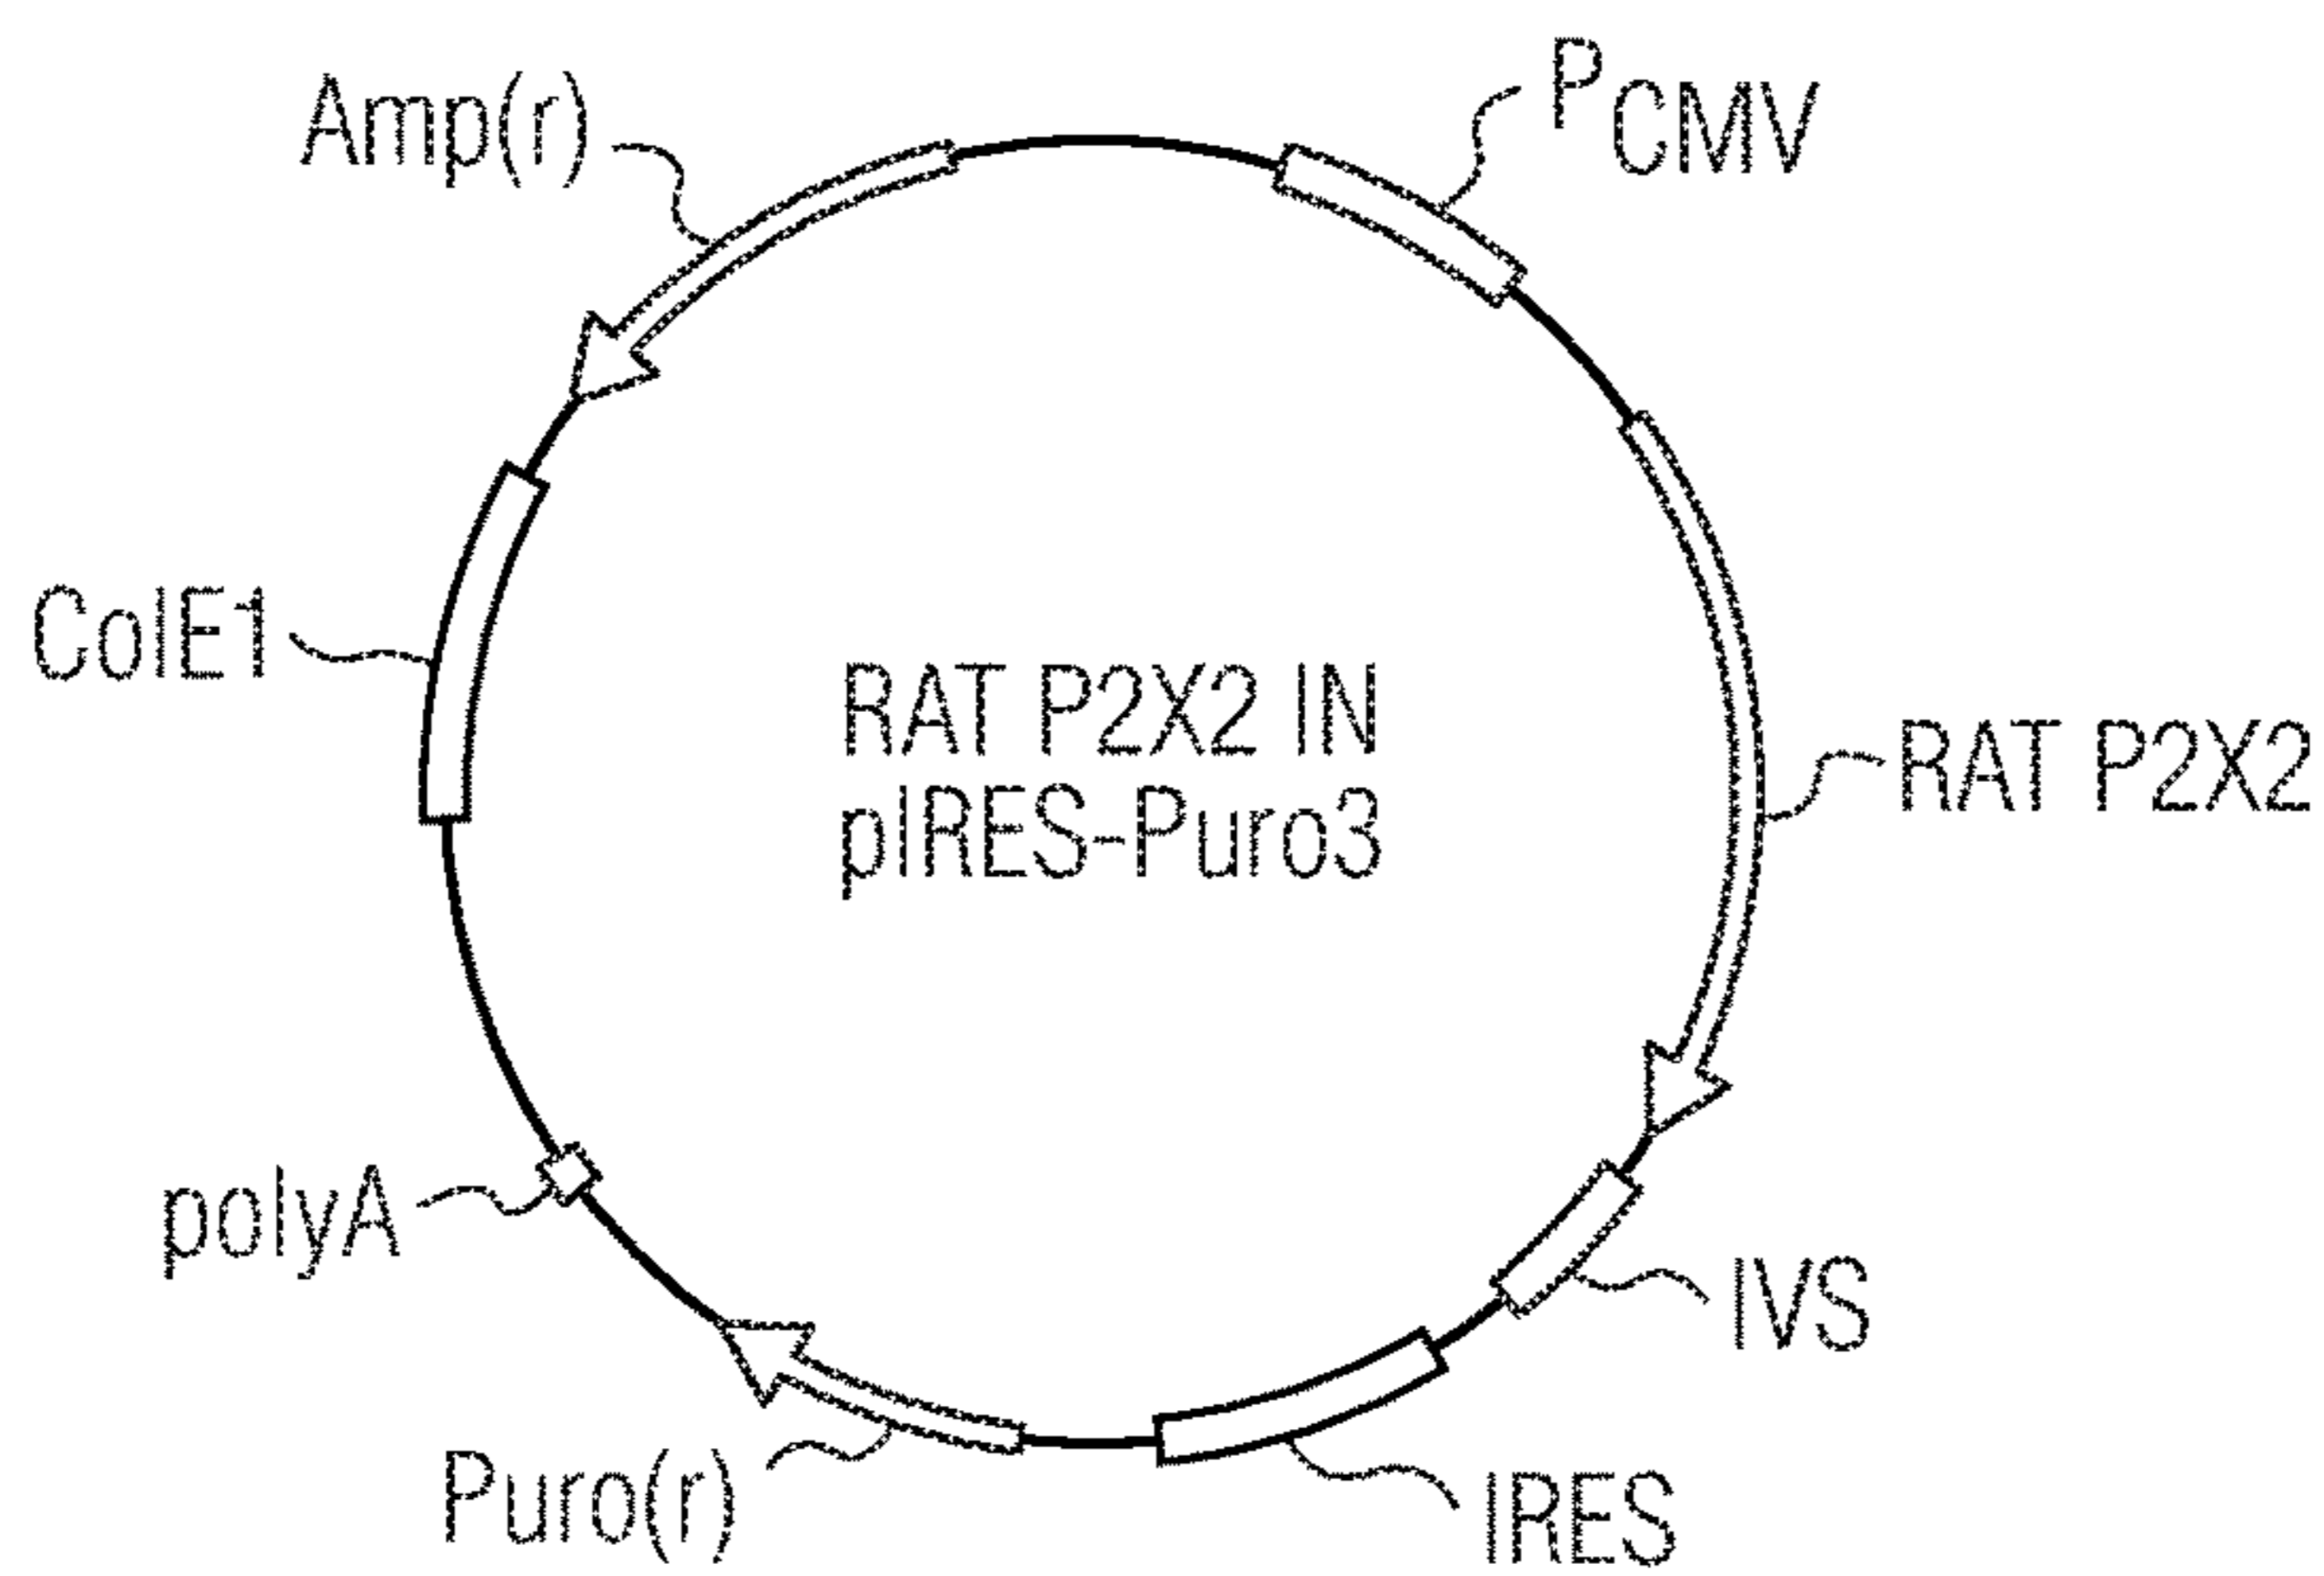 Amp(r)
PCMV
ColE1
RAT P2X2 IN
pIRES-Puro3
RAT P2X2
polyA
IVS
Puro(r)
IRES